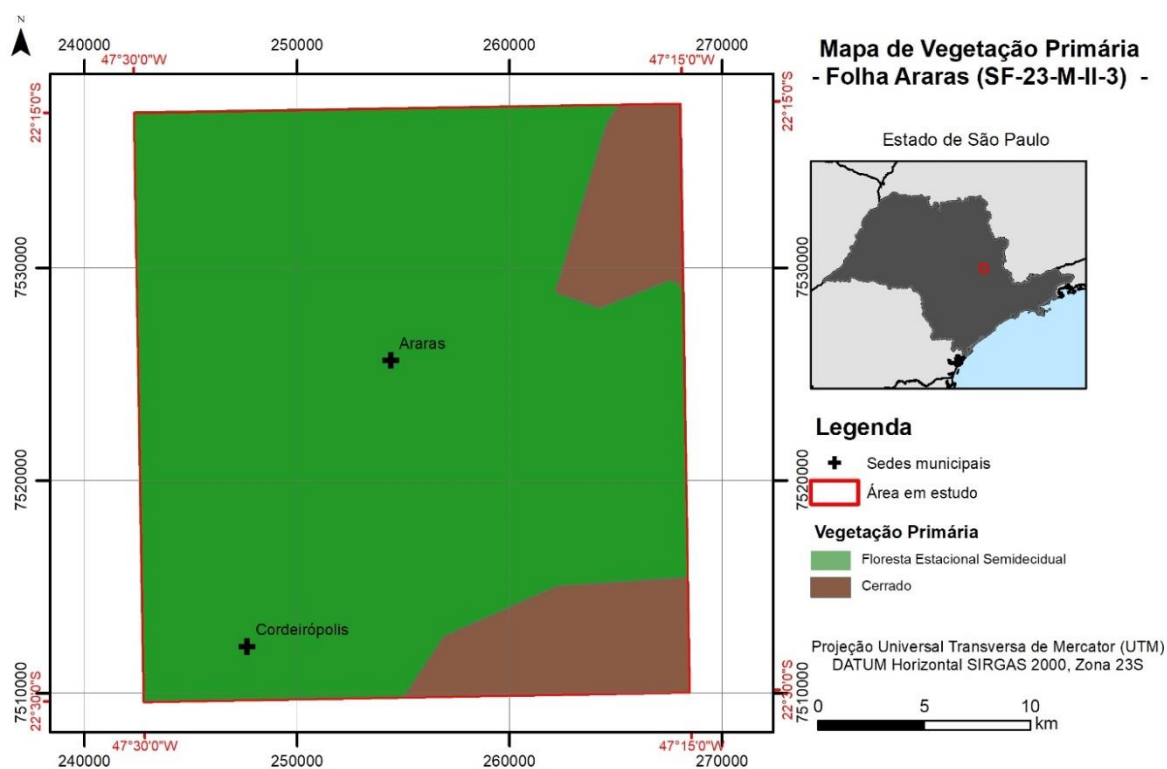 N
240000
250000
260000
270000
47°30'0"W
47°15'0"W
22°15'0"S
22°15'0"S
7530000
7530000
Araras
7520000
7520000
Cordeirópolis
7510000
7510000
22°30'0"S
22°30'0"S
47°30'0"W
47°15'0"W
240000
250000
260000
270000
Mapa de Vegetação Primária
- Folha Araras (SF-23-M-II-3) -
Estado de São Paulo
Legenda
Sedes municipais
Área em estudo
Vegetação Primária
Floresta Estacional Semidecidual
Cerrado
Projeção Universal Transversa de Mercator (UTM)
DATUM Horizontal SIRGAS 2000, Zona 23S
0 5 10
km